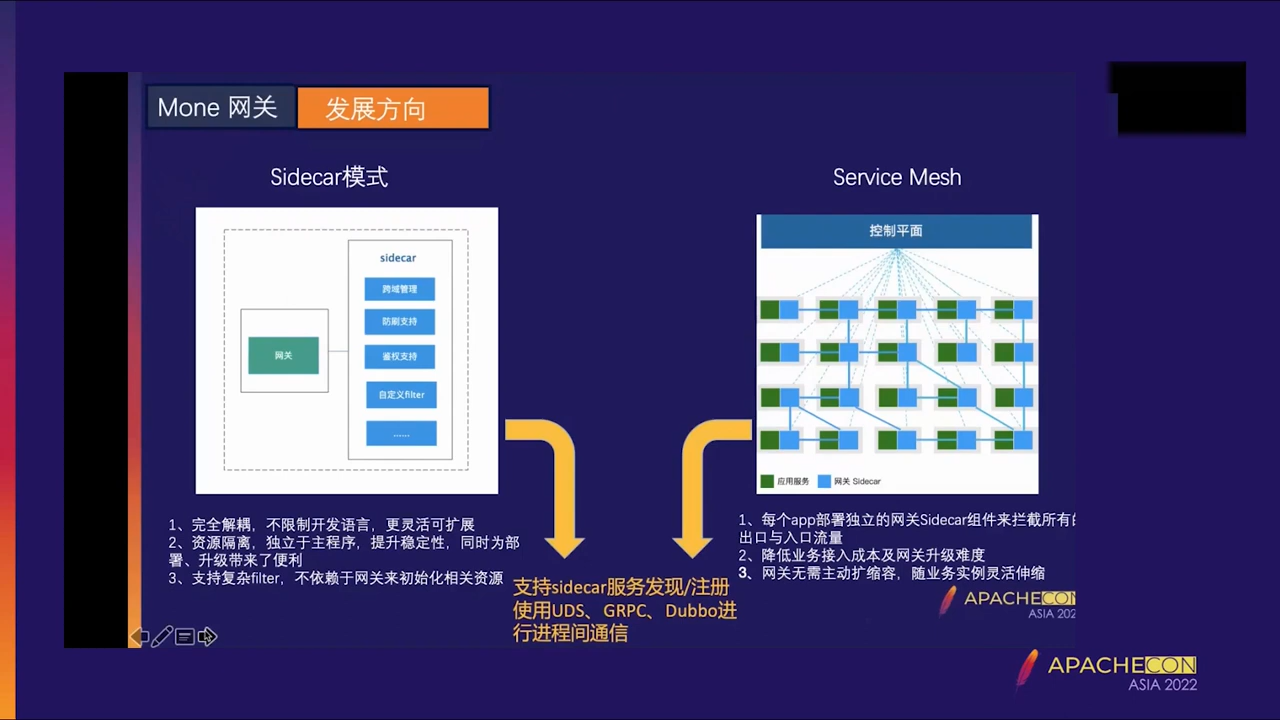 Mone 网关
发展方向
Sidecar模式
Service Mesh
sidecar
跨域管理
防刷支持
网关
鉴权支持
自定义filter
......
控制平面
应用服务
网关 Sidecar
1、完全解耦，不限制开发语言，更灵活可扩展
2、资源隔离，独立于主程序，提升稳定性，同时为部
署、升级带来了便利
3、支持复杂filter，不依赖于网关来初始化相关资源
1、每个app部署独立的网关Sidecar组件来拦截所有
出口与入口流量
2、降低业务接入成本及网关升级难度
3、网关无需主动扩缩容，随业务实例灵活伸缩
支持sidecar服务发现/注册
使用UDS、GRPC、Dubbo进
行进程间通信
APACHECON
ASIA 202
APACHECON
ASIA 2022